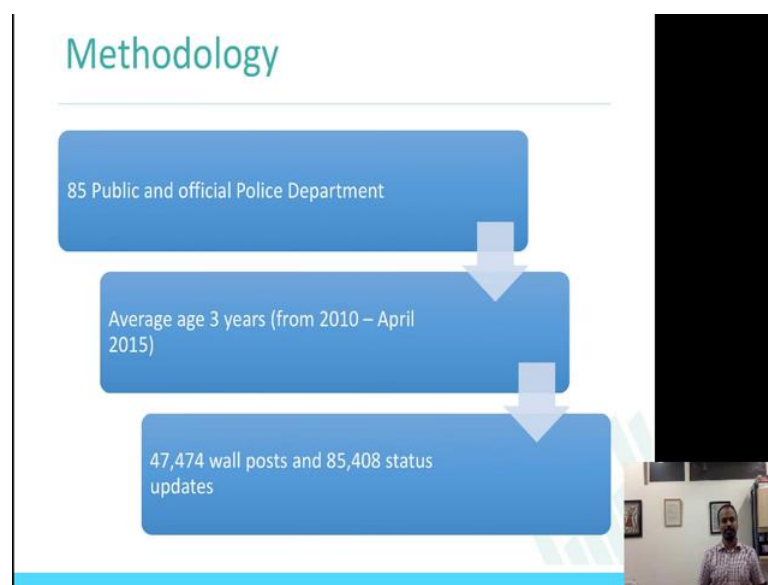 Methodology
85 Public and official Police Department
Average age 3 years (from 2010 – April
2015)
47,474 wall posts and 85,408 status
updates